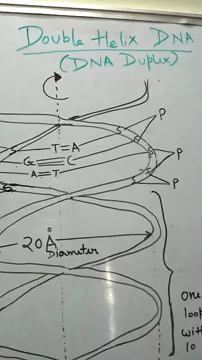 Double Helix DNA
(DNA Duplex)
P
T=A
G≡C
P
A=T
P
20Å
Diameter
One
loop
with
10